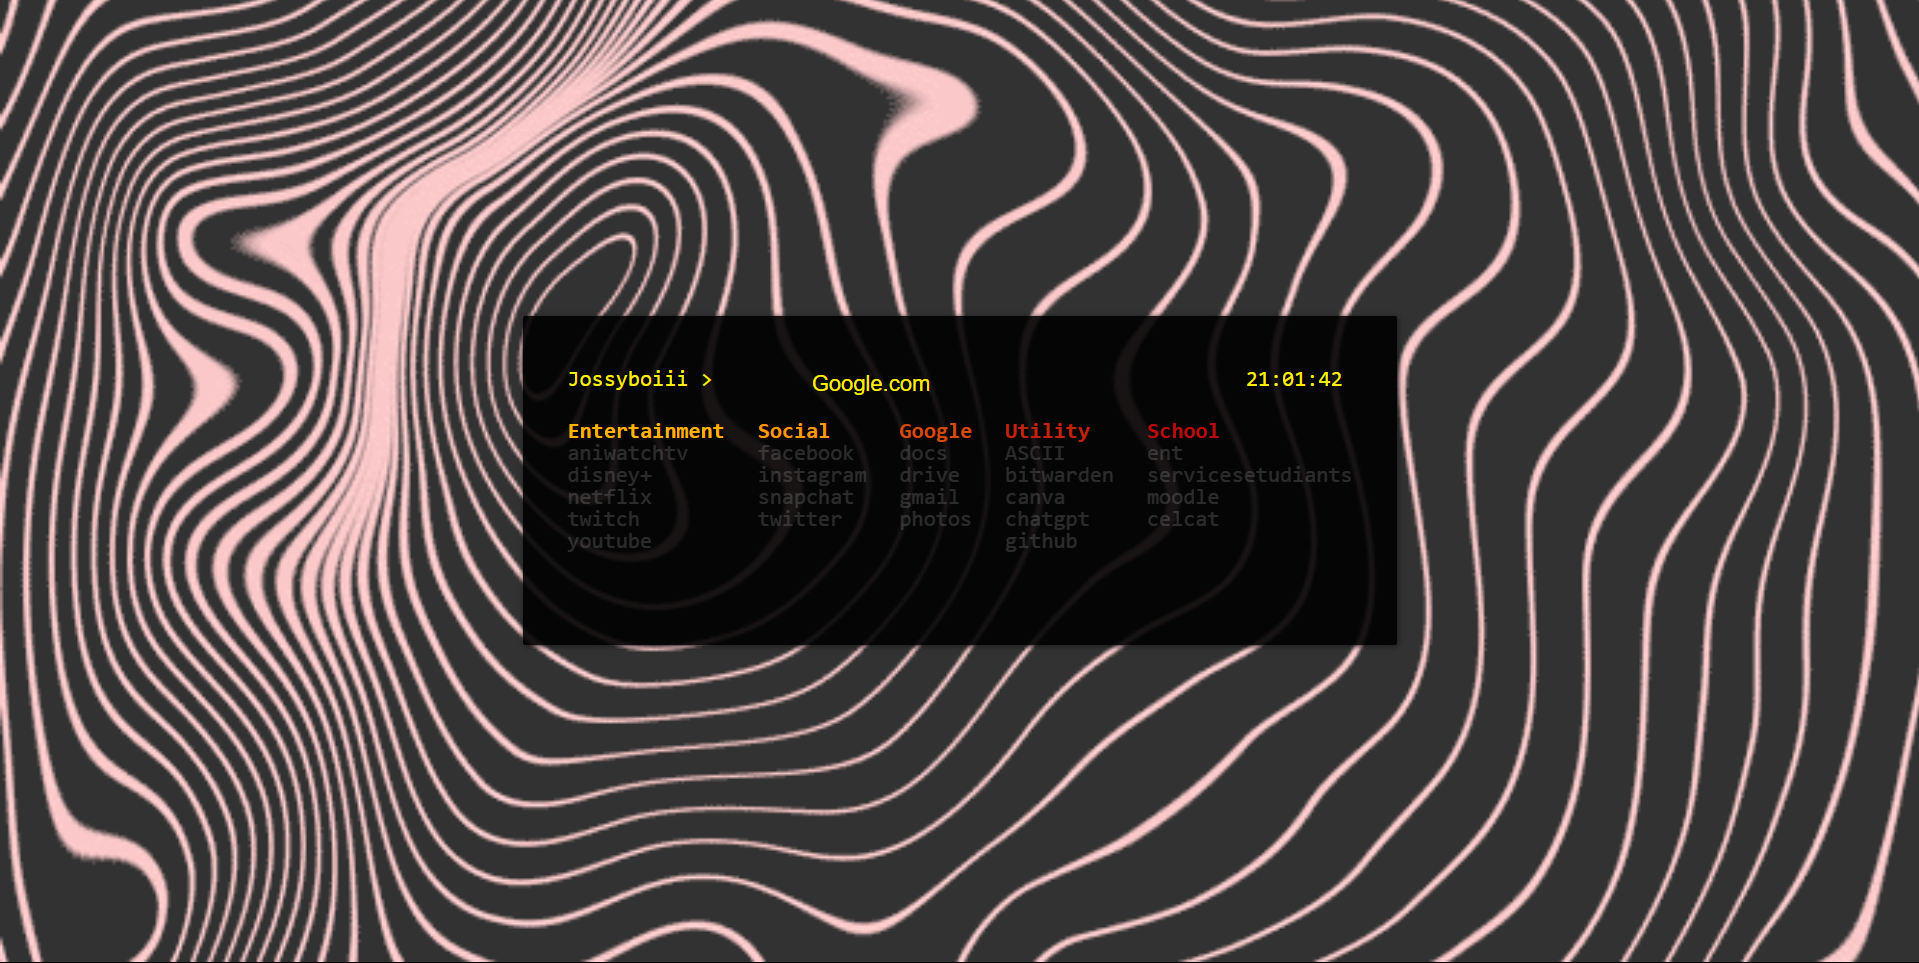 Jossyboiii > Google.com 21:01:42
Entertainment Social Google Utility School
aniwatchtv facebook docs ASCII ent
disney+ instagram drive bitwarden servicesetudiants
netflix snapchat gmail canva moodle
twitch twitter photos chatgpt celcat
youtube github